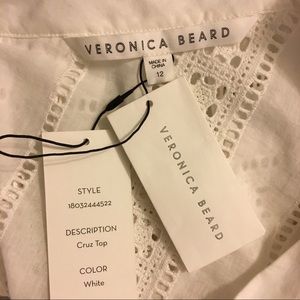 VERONICA BEARD
MADE IN
CHINA
12
VERONICA BEARD
STYLE
18032444522
DESCRIPTION
Cruz Top
COLOR
White